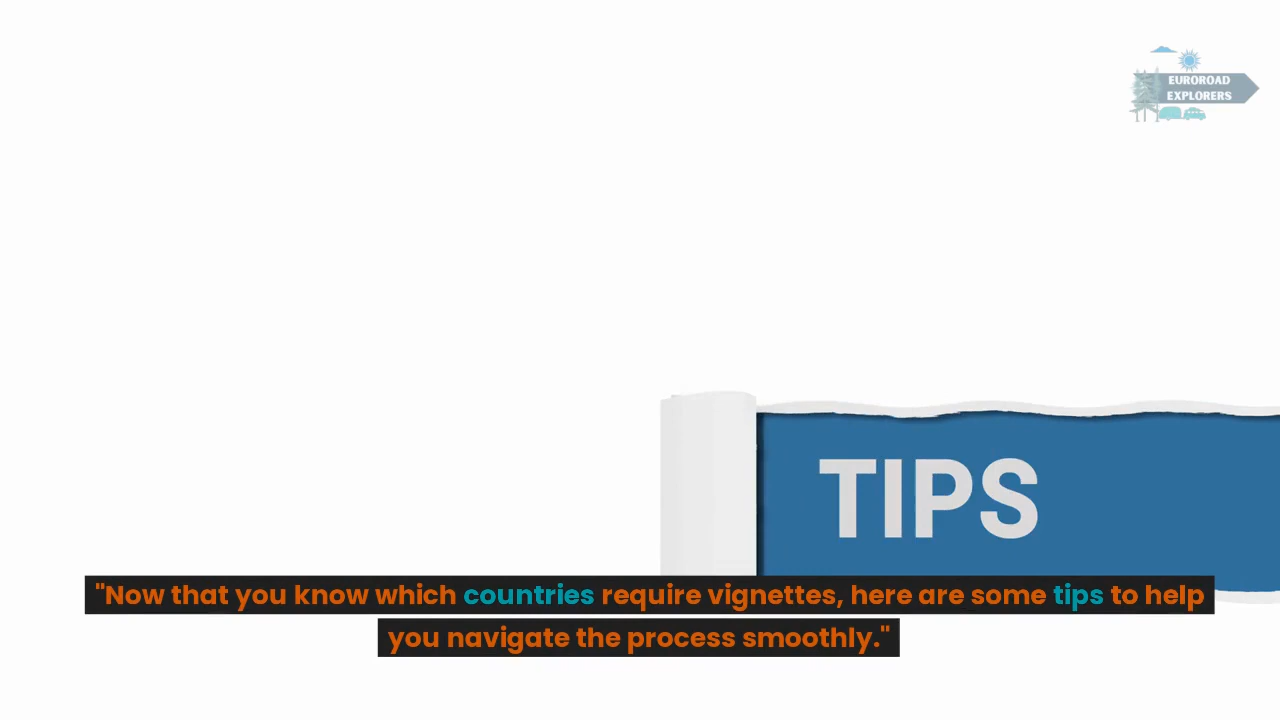 EUROROAD
EXPLORERS
TIPS
"Now that you know which countries require vignettes, here are some tips to help
you navigate the process smoothly."